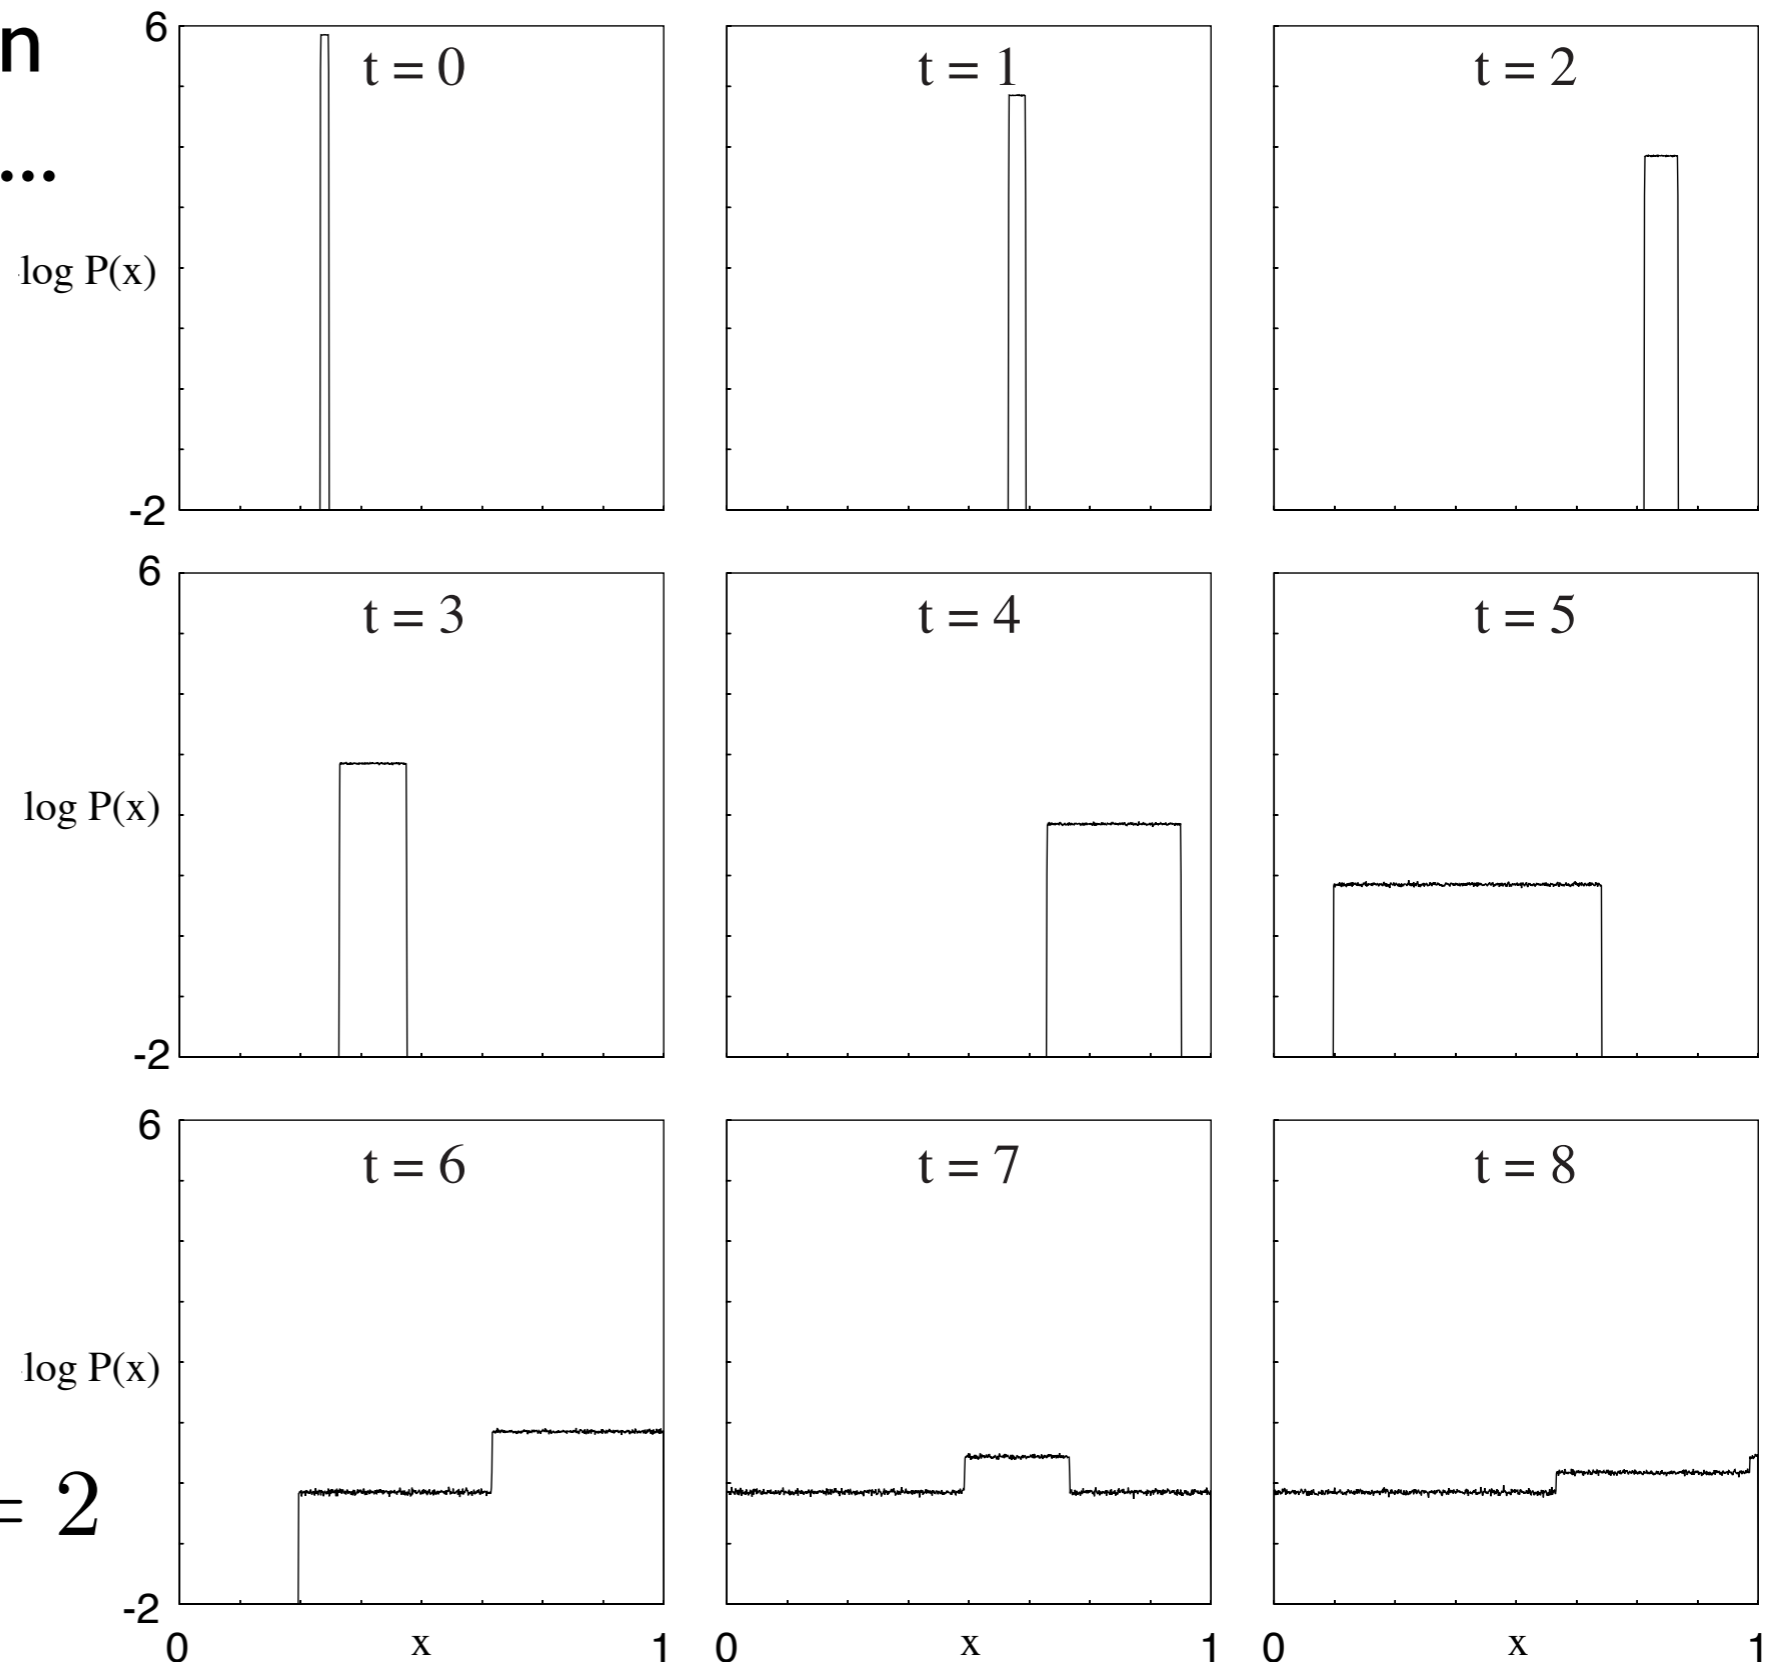 n
...
6
t = 0
t = 1
t = 2
log P(x)
-2
6
t = 3
t = 4
t = 5
log P(x)
-2
6
t = 6
t = 7
t = 8
log P(x)
= 2
-2
0 x 1 0 x 1 0 x 1